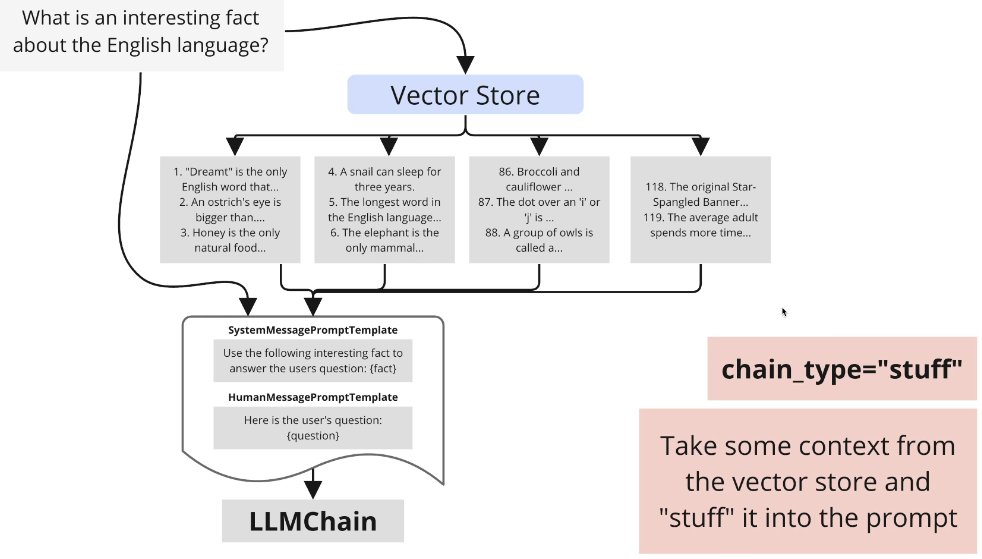 What is an interesting fact
about the English language?
Vector Store
1. "Dreamt" is the only
English word that...
2. An ostrich's eye is
bigger than....
3. Honey is the only
natural food...
4. A snail can sleep for
three years.
5. The longest word in
the English language...
6. The elephant is the
only mammal...
86. Broccoli and
cauliflower ...
87. The dot over an 'i' or
'j' is ...
88. A group of owls is
called a...
118. The original Star-
Spangled Banner...
119. The average adult
spends more time...
SystemMessagePromptTemplate
Use the following interesting fact to
answer the users question: {fact}
HumanMessagePromptTemplate
Here is the user's question:
{question}
LLMChain
chain_type="stuff"
Take some context from
the vector store and
"stuff" it into the prompt